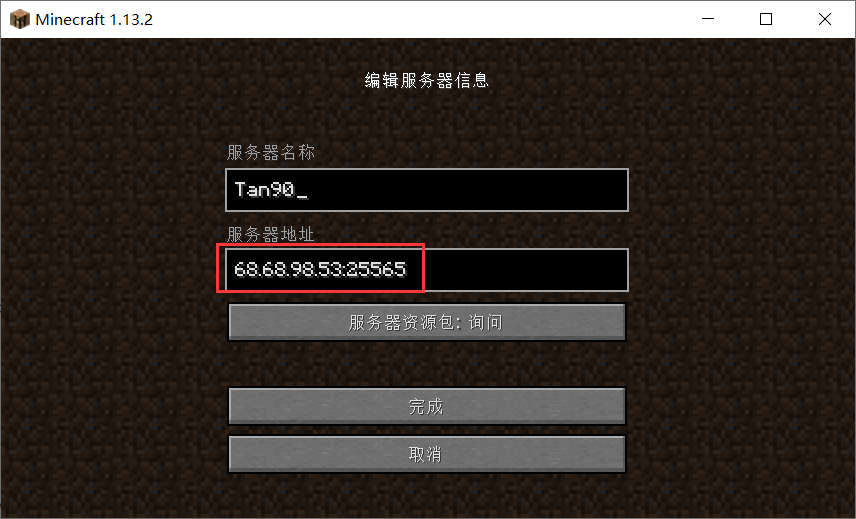 Minecraft 1.13.2
编辑服务器信息
服务器名称
Tan90_
服务器地址
68.68.98.53:25565
服务器资源包: 询问
完成
取消